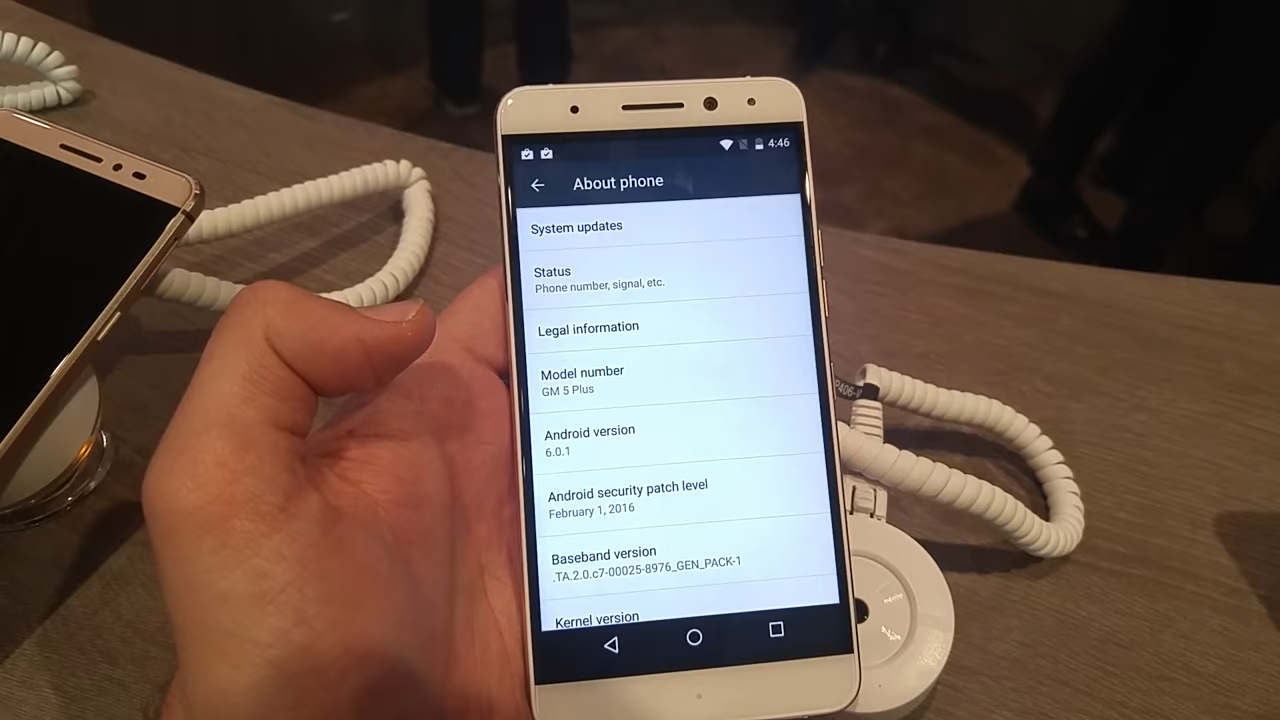 4:46
About phone
System updates
Status
Phone number, signal, etc.
Legal information
Model number
GM 5 Plus
Android version
6.0.1
Android security patch level
February 1, 2016
Baseband version
.TA.2.0.c7-00025-8976_GEN_PACK-1
Kernel version